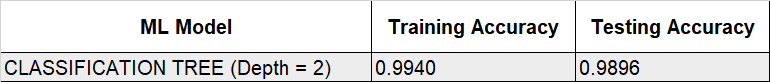 ML Model Training Accuracy Testing Accuracy
CLASSIFICATION TREE (Depth = 2) 0.9940 0.9896